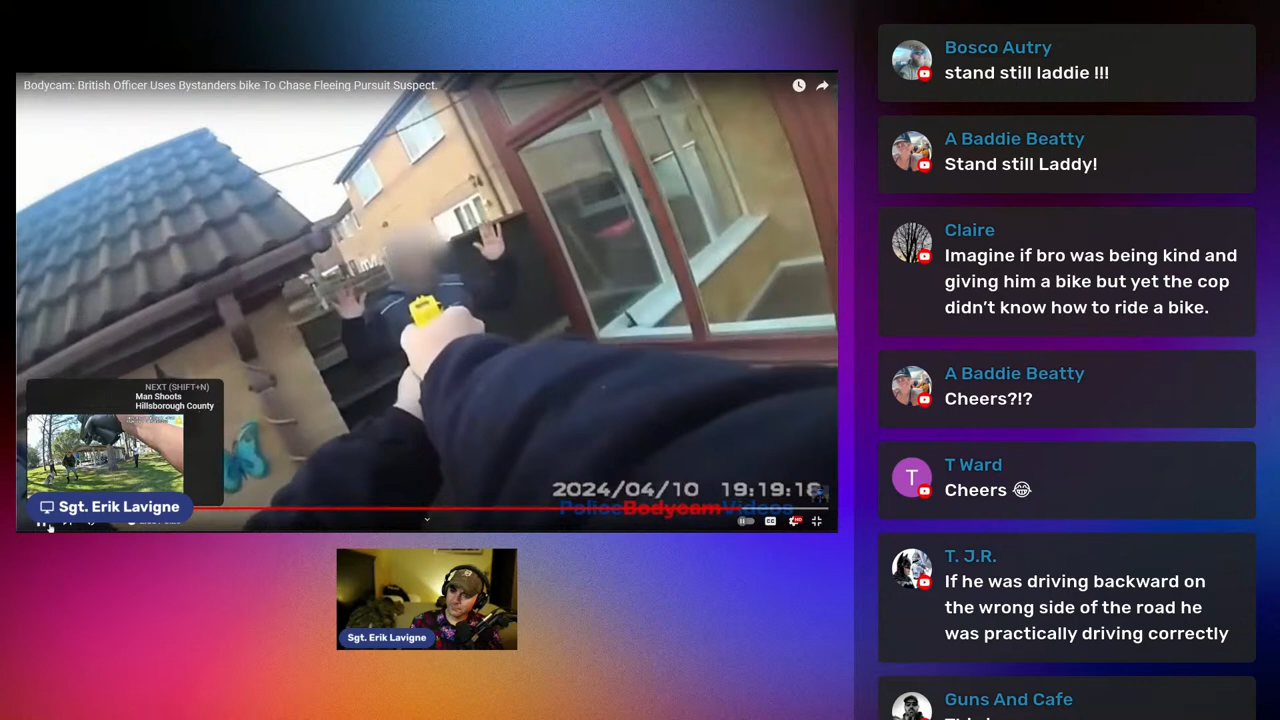 Bodycam: British Officer Uses Bystanders bike To Chase Fleeing Pursuit Suspect.
NEXT (SHIFT+N)
Man Shoots
Hillsborough County
Sgt. Erik Lavigne
2024/04/10 19:19:16
PoliceBodycamVideos
CC
HD
Sgt. Erik Lavigne
Bosco Autry
stand still laddie !!!
A Baddie Beatty
Stand still Laddy!
Claire
Imagine if bro was being kind and
giving him a bike but yet the cop
didn’t know how to ride a bike.
A Baddie Beatty
Cheers?!?
T
T Ward
Cheers 😂
T. J.R.
If he was driving backward on
the wrong side of the road he
was practically driving correctly
Guns And Cafe